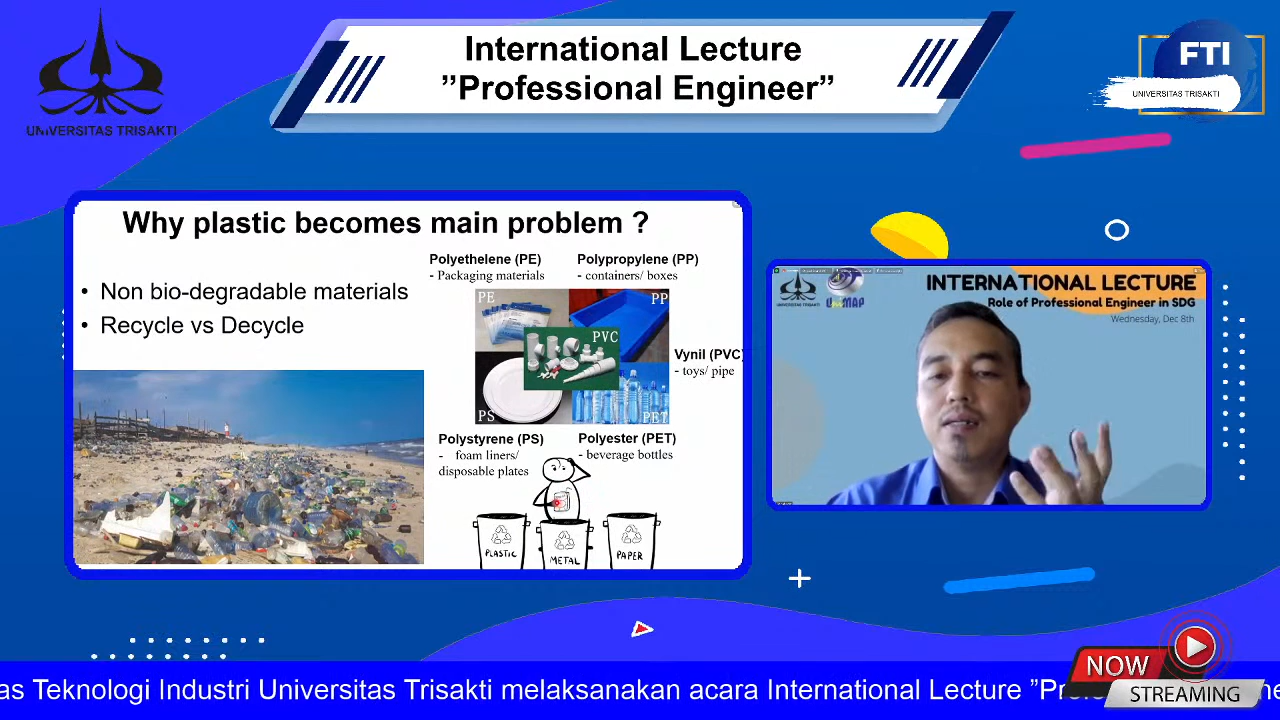 International Lecture
”Professional Engineer”
UNIVERSITAS TRISAKTI
FTI
UNIVERSITAS TRISAKTI
Why plastic becomes main problem ?
• Non bio-degradable materials
• Recycle vs Decycle
Polyethelene (PE)
- Packaging materials
Polypropylene (PP)
- containers/ boxes
PE
PP
PVC
PS
PET
Vynil (PVC)
- toys/ pipe
Polystyrene (PS)
- foam liners/
disposable plates
Polyester (PET)
- beverage bottles
PLASTIC
METAL
PAPER
UNIVERSITAS TRISAKTI
UniMAP
INTERNATIONAL LECTURE
Role of Professional Engineer in SDG
Wednesday, Dec 8th
as Teknologi Industri Universitas Trisakti melaksanakan acara International Lecture
NOW
STREAMING